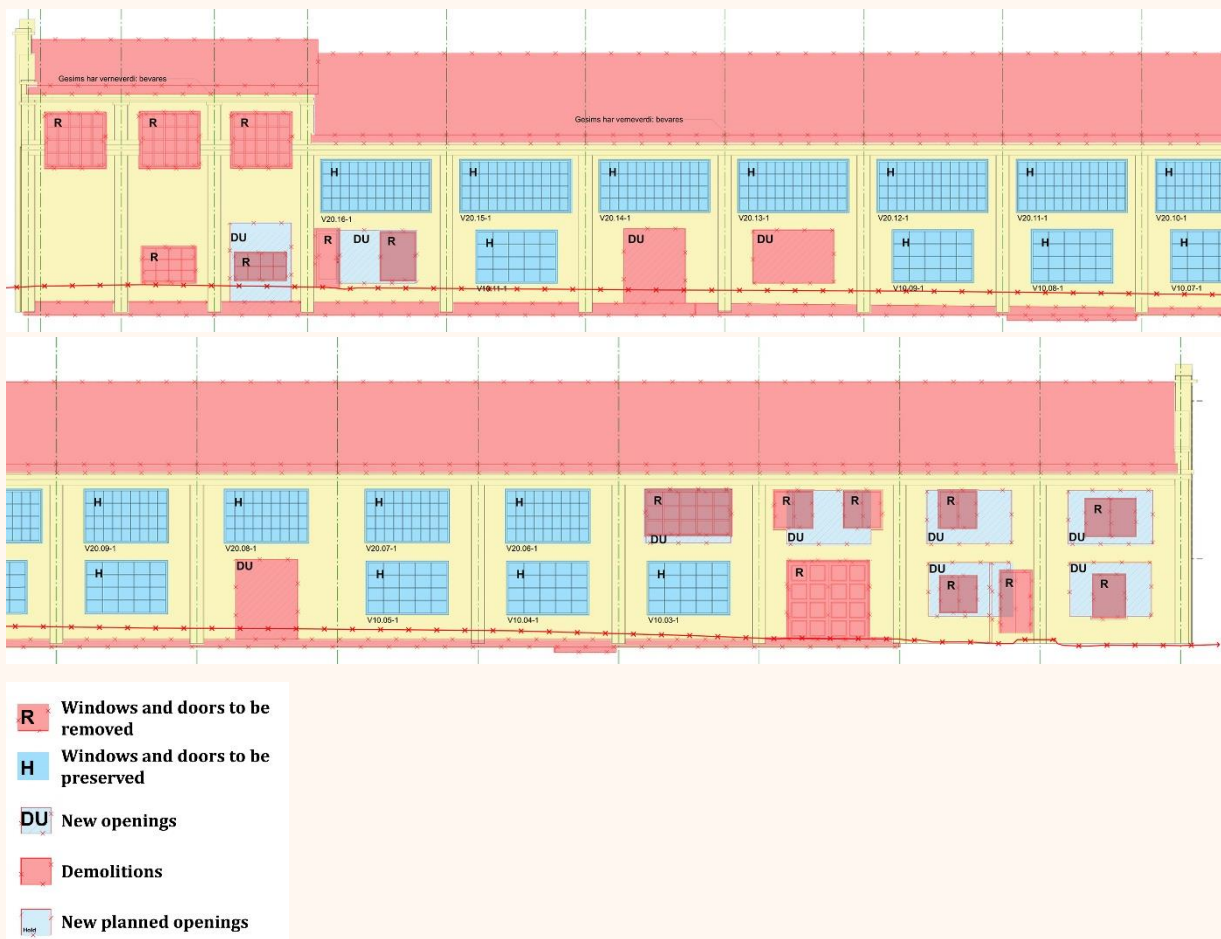 Gesims har verneverdi: bevares
Gesims har verneverdi: bevares
R
R
R
H
H
H
H
H
H
H
V20.16-1
V20.15-1
V20.14-1
V20.13-1
V20.12-1
V20.11-1
V20.10-1
DU
R
DU
R
H
DU
DU
H
H
H
R
R
V10.11-1
V10.09-1
V10.08-1
V10.07-1
H
H
H
H
R
R
R
R
R
DU
DU
DU
DU
V20.09-1
V20.08-1
V20.07-1
V20.06-1
H
DU
H
H
H
R
DU
R
R
DU
R
V10.05-1
V10.04-1
V10.03-1
R Windows and doors to be
removed
H Windows and doors to be
preserved
DU New openings
Demolitions
Hold New planned openings